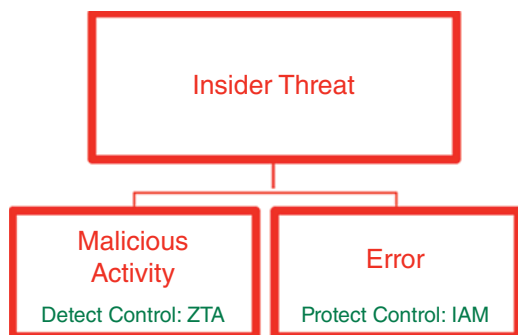 Insider Threat
Malicious
Activity
Detect Control: ZTA
Error
Protect Control: IAM